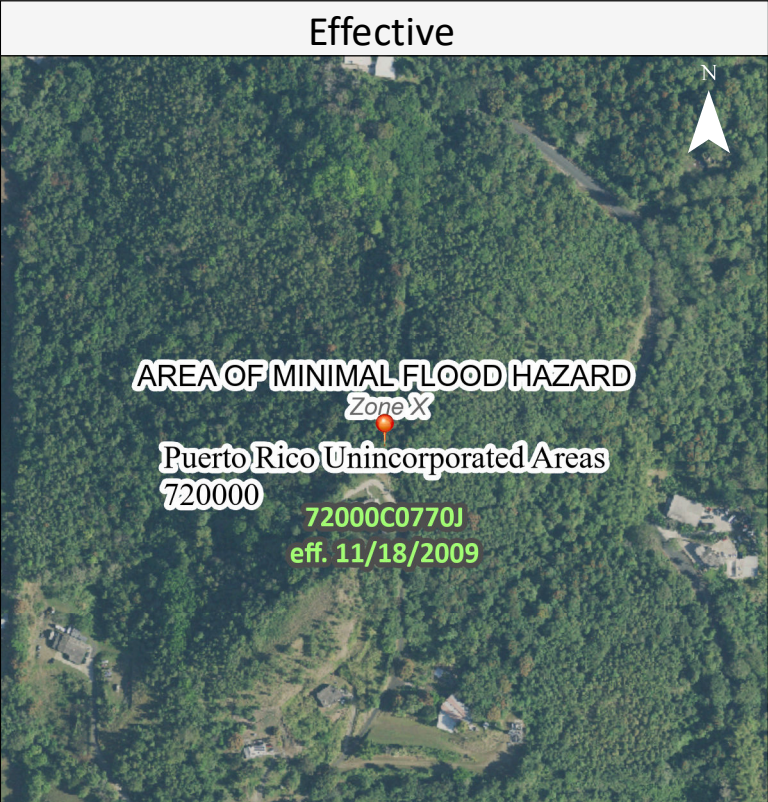 Effective
N
AREA OF MINIMAL FLOOD HAZARD
Zone X
Puerto Rico Unincorporated Areas
720000
72000C0770J
eff. 11/18/2009